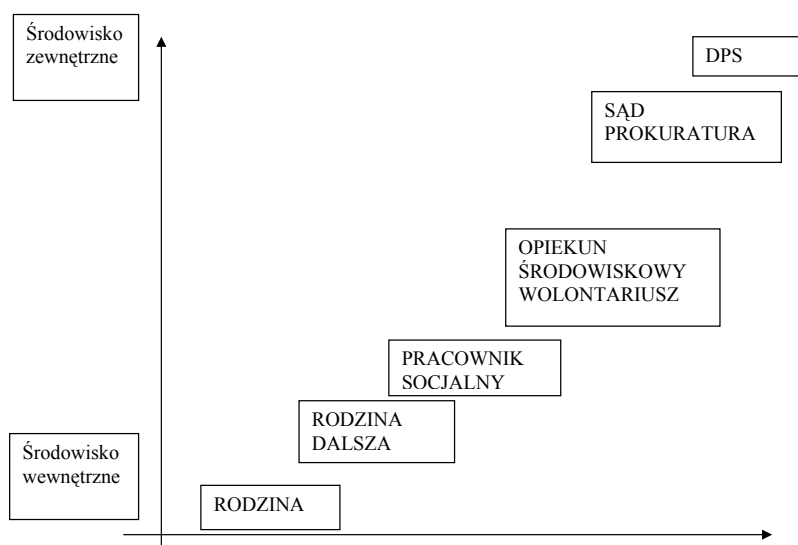 Środowisko
zewnętrzne
DPS
SĄD
PROKURATURA
OPIEKUN
ŚRODOWISKOWY
WOLONTARIUSZ
PRACOWNIK
SOCJALNY
RODZINA
DALSZA
Środowisko
wewnętrzne
RODZINA